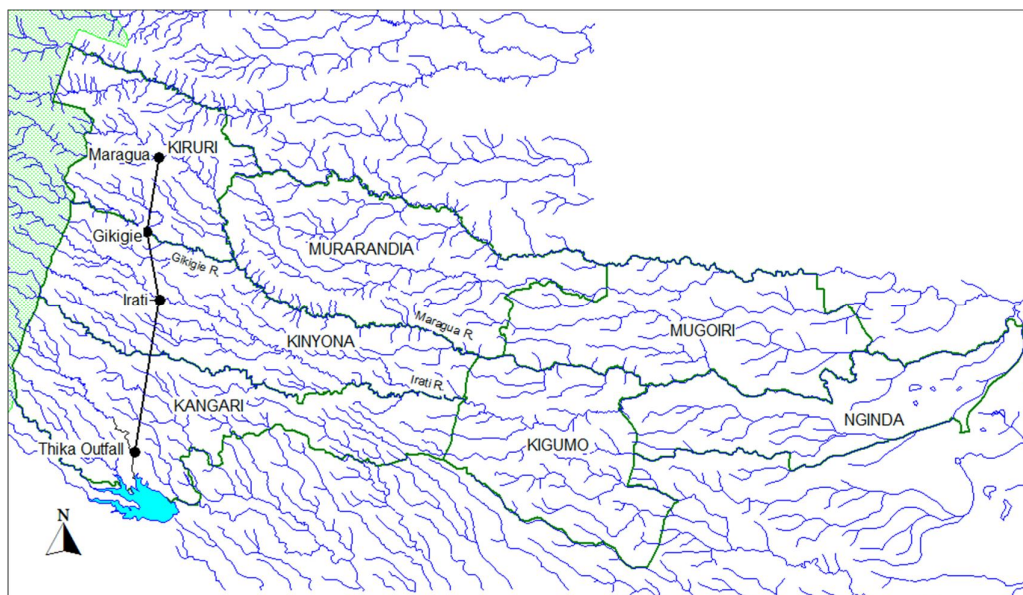 Maragua
KIRURI
Gikigie
Gikigie R.
MURARANDIA
Irati
Maragua R.
MUGOIRI
KINYONA
Irati R.
KANGARI
NGINDA
Thika Outfall
KIGUMO
N